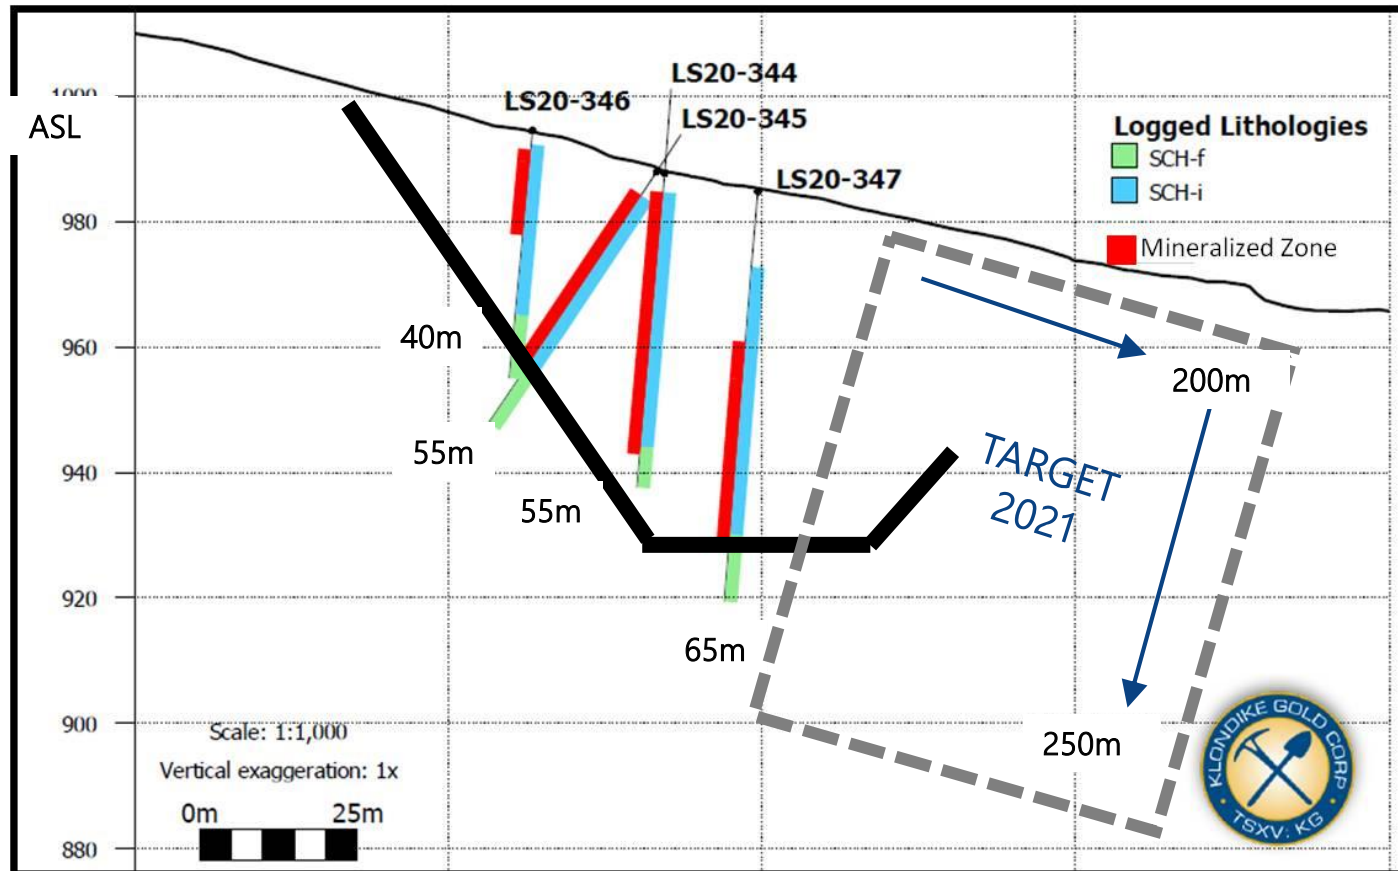 1000
ASL
LS20-344
LS20-346
LS20-345
LS20-347
Logged Lithologies
SCH-f
SCH-i
Mineralized Zone
980
960
940
920
900
880
40m
55m
55m
65m
200m
TARGET
2021
250m
Scale: 1:1,000
Vertical exaggeration: 1x
0m 25m
KLONDIKE GOLD CORP
TSXV: KG